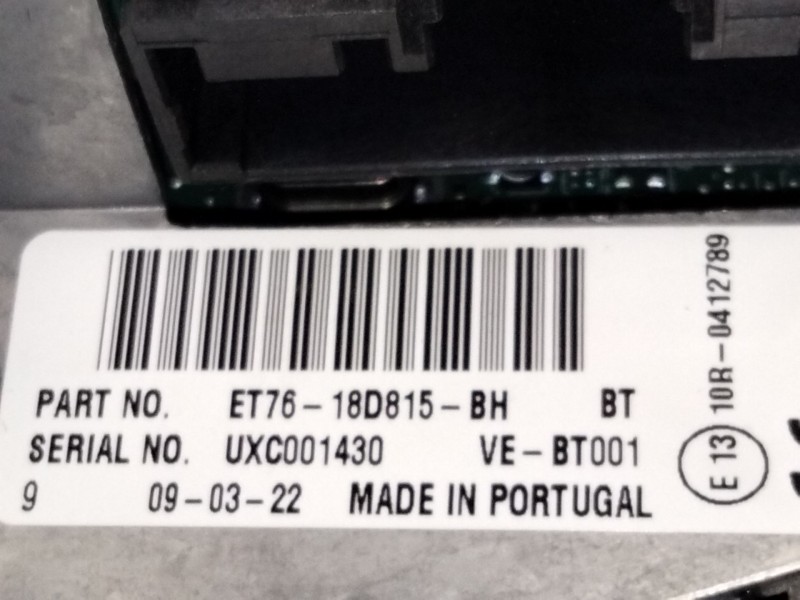 PART NO. ET76-18D815-BH BT
SERIAL NO. UXC001430 VE-BT001
9 09-03-22 MADE IN PORTUGAL
E 13 10R-0412789